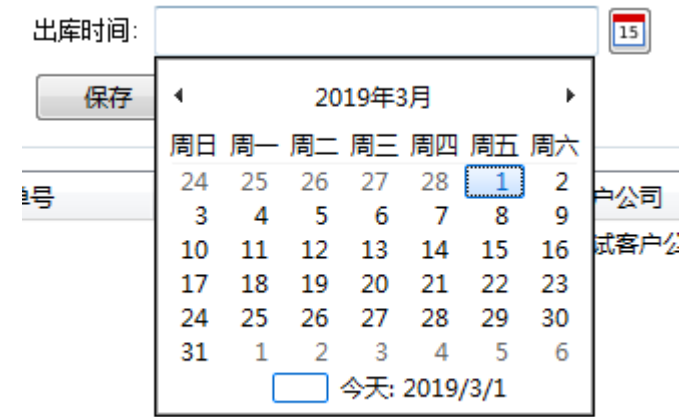 出库时间:
15
保存
2019年3月
周日 周一 周二 周三 周四 周五 周六
24 25 26 27 28 1 2
3 4 5 6 7 8 9
10 11 12 13 14 15 16
17 18 19 20 21 22 23
24 25 26 27 28 29 30
31 1 2 3 4 5 6
今天: 2019/3/1
单号
户公司
试客户公